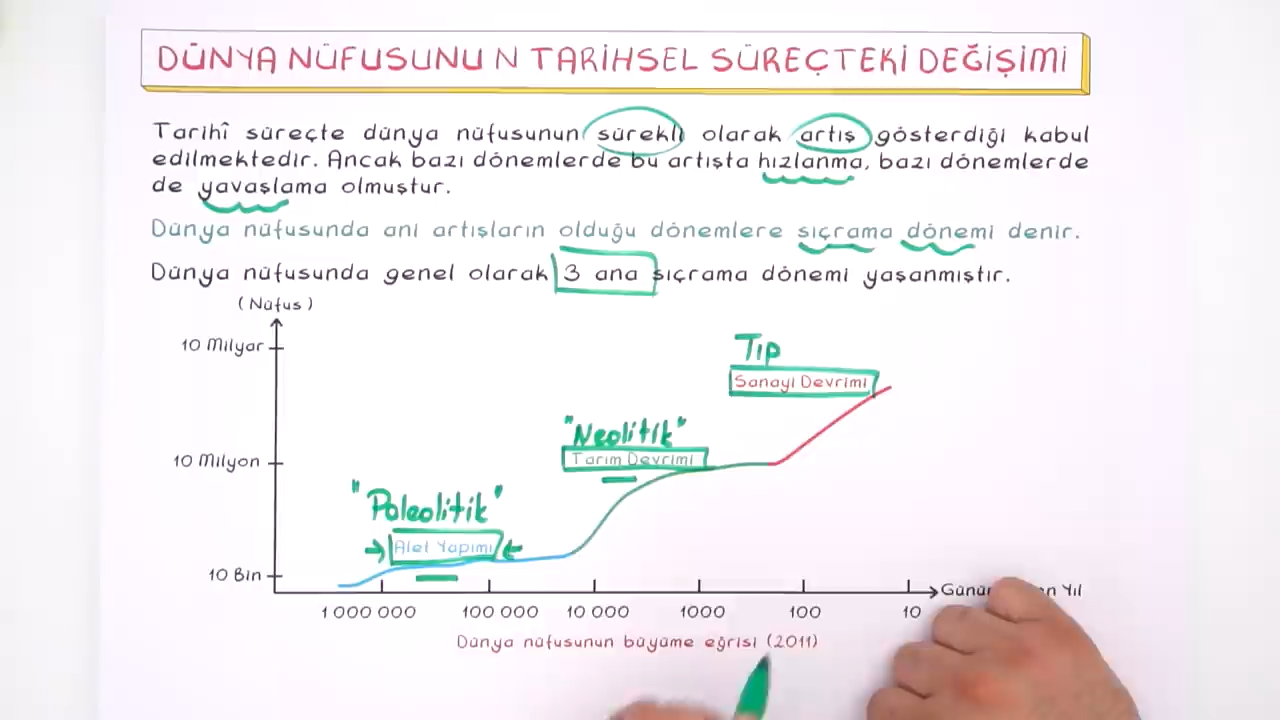 DÜNYA NÜFUSUNUN TARİHSEL SÜREÇTEKİ DEĞİŞİMİ
Tarihî süreçte dünya nüfusunun sürekli olarak artış gösterdiği kabul
edilmektedir. Ancak bazı dönemlerde bu artışta hızlanma, bazı dönemlerde
de yavaşlama olmuştur.
Dünya nüfusunda ani artışların olduğu dönemlere sıçrama dönemi denir.
Dünya nüfusunda genel olarak 3 ana sıçrama dönemi yaşanmıştır.
(Nüfus)
10 Milyar
Tıp
Sanayi Devrimi
"Neolitik"
10 Milyon
Tarım Devrimi
"Poleolitik"
Alet Yapımı
10 Bin
Yıl
1 000 000 100 000 10 000 1000 100 10
Dünya nüfusunun büyüme eğrisi (2011)